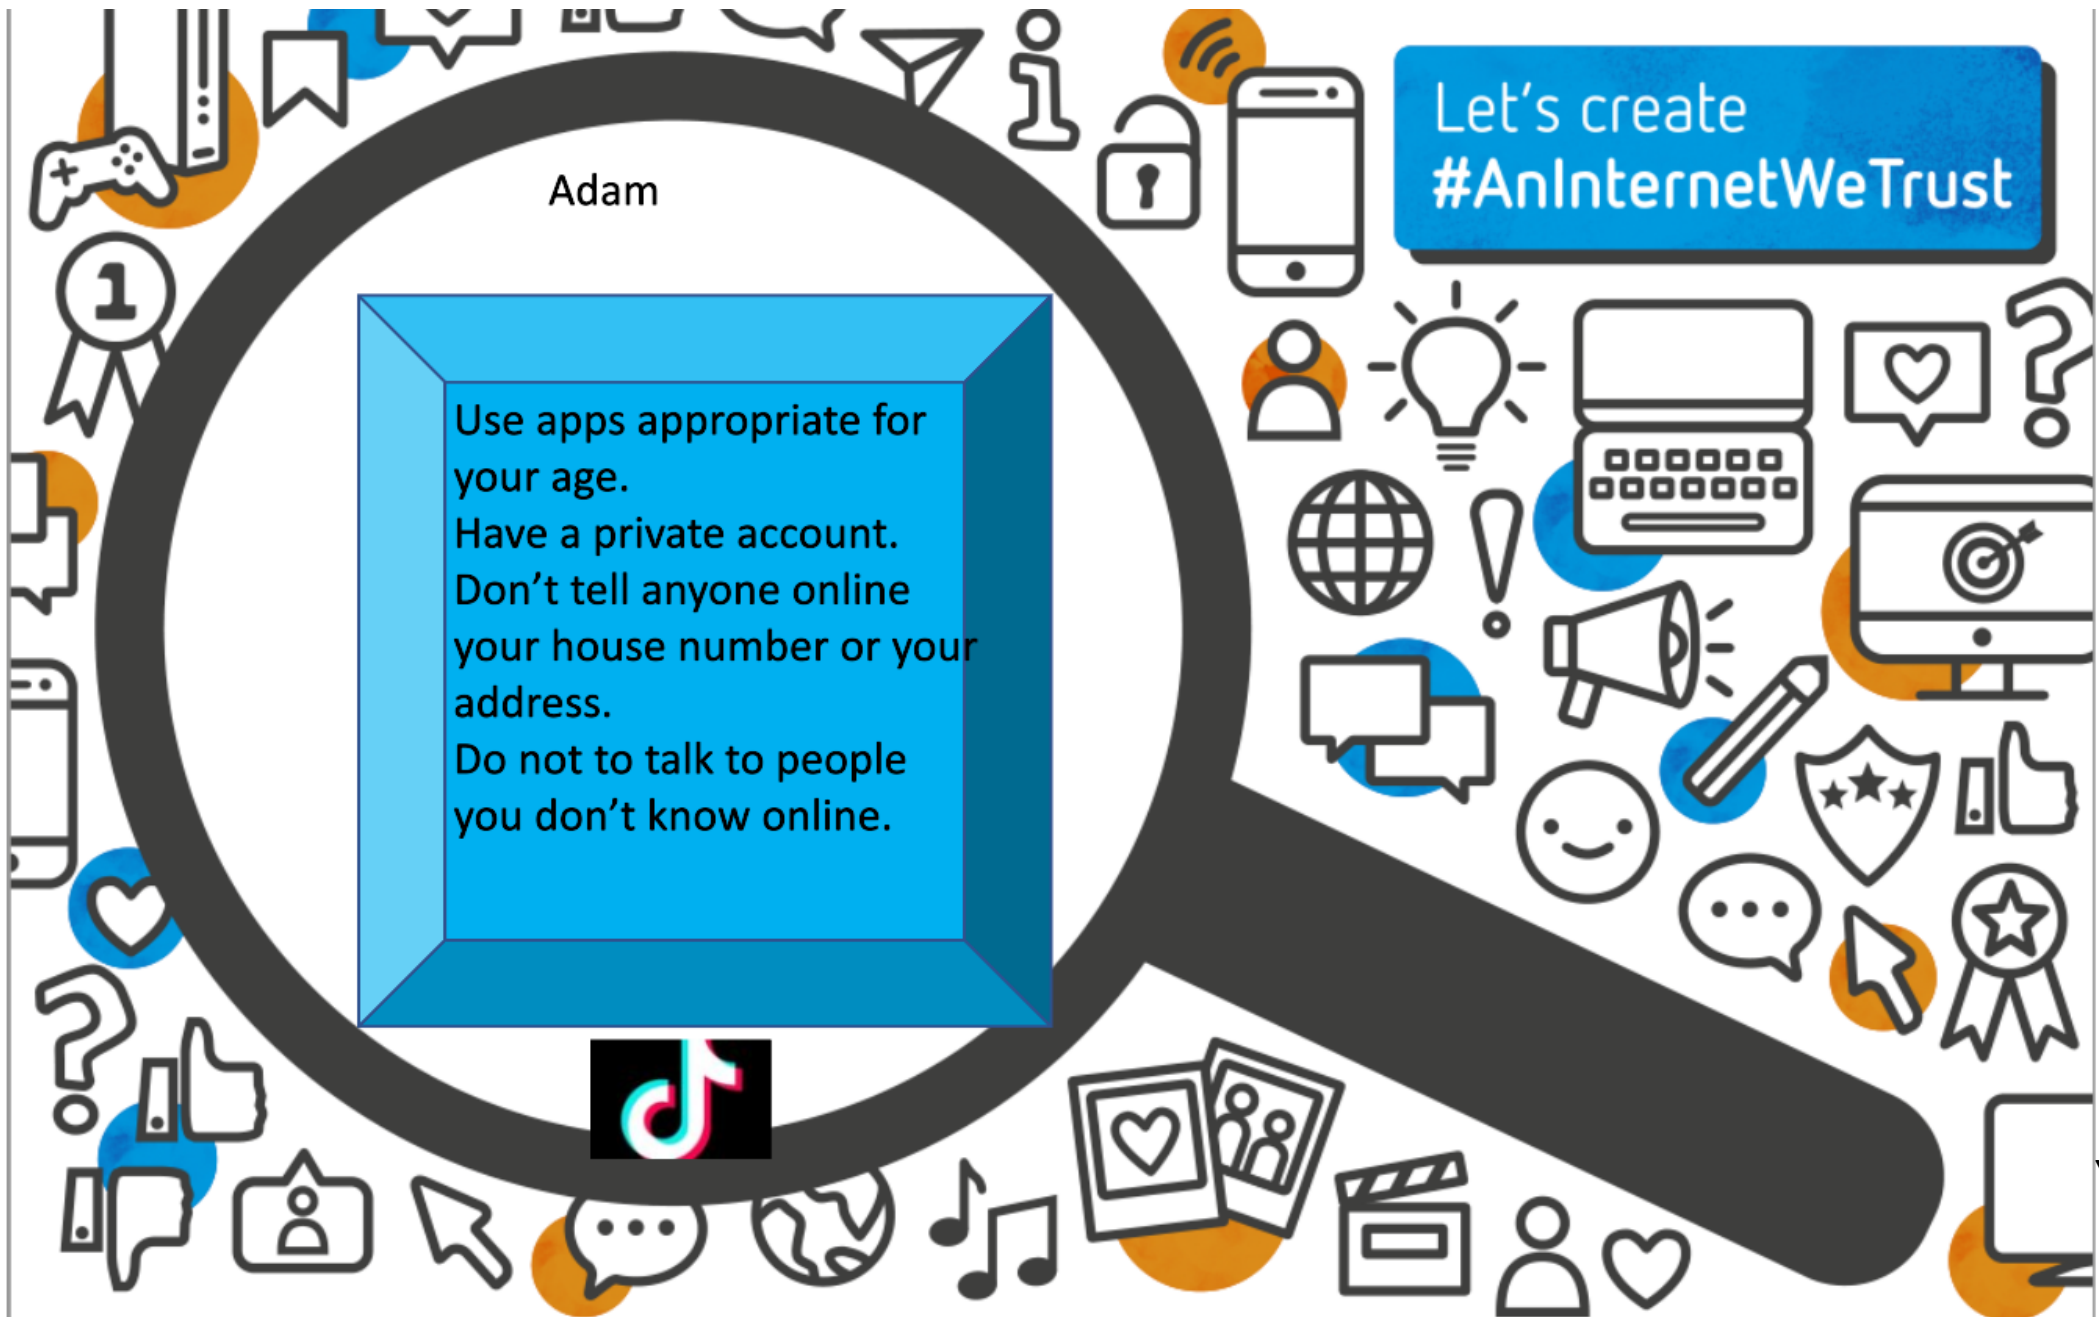 Adam
Let's create
#AnInternetWeTrust
1
Use apps appropriate for
your age.
Have a private account.
Don't tell anyone online
your house number or your
address.
Do not to talk to people
you don't know online.